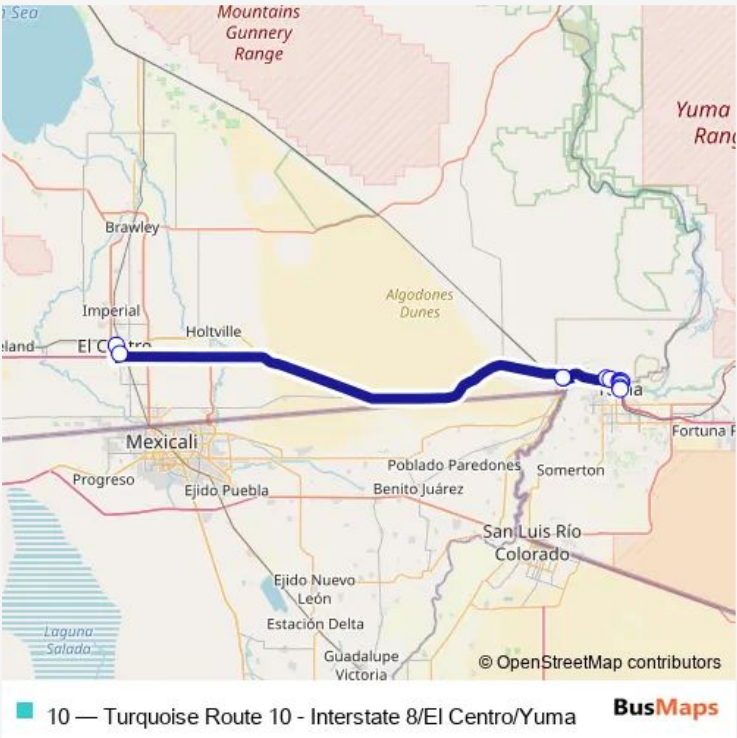 n Sea
Mountains
Gunnery
Range
Yuma
Rang
Brawley
Algodones
Dunes
Imperial
Holtville
eland
El C tro
ma
Mexicali
Fortuna F
Poblado Paredones
Somerton
Progreso
Ejido Puebla
Benito Juárez
San Luis Río
Colorado
Ejido Nuevo
León
Estación Delta
Laguna
Salada
Guadalupe
Victoria
© OpenStreetMap contributors
10 — Turquoise Route 10 - Interstate 8/El Centro/Yuma
BusMaps